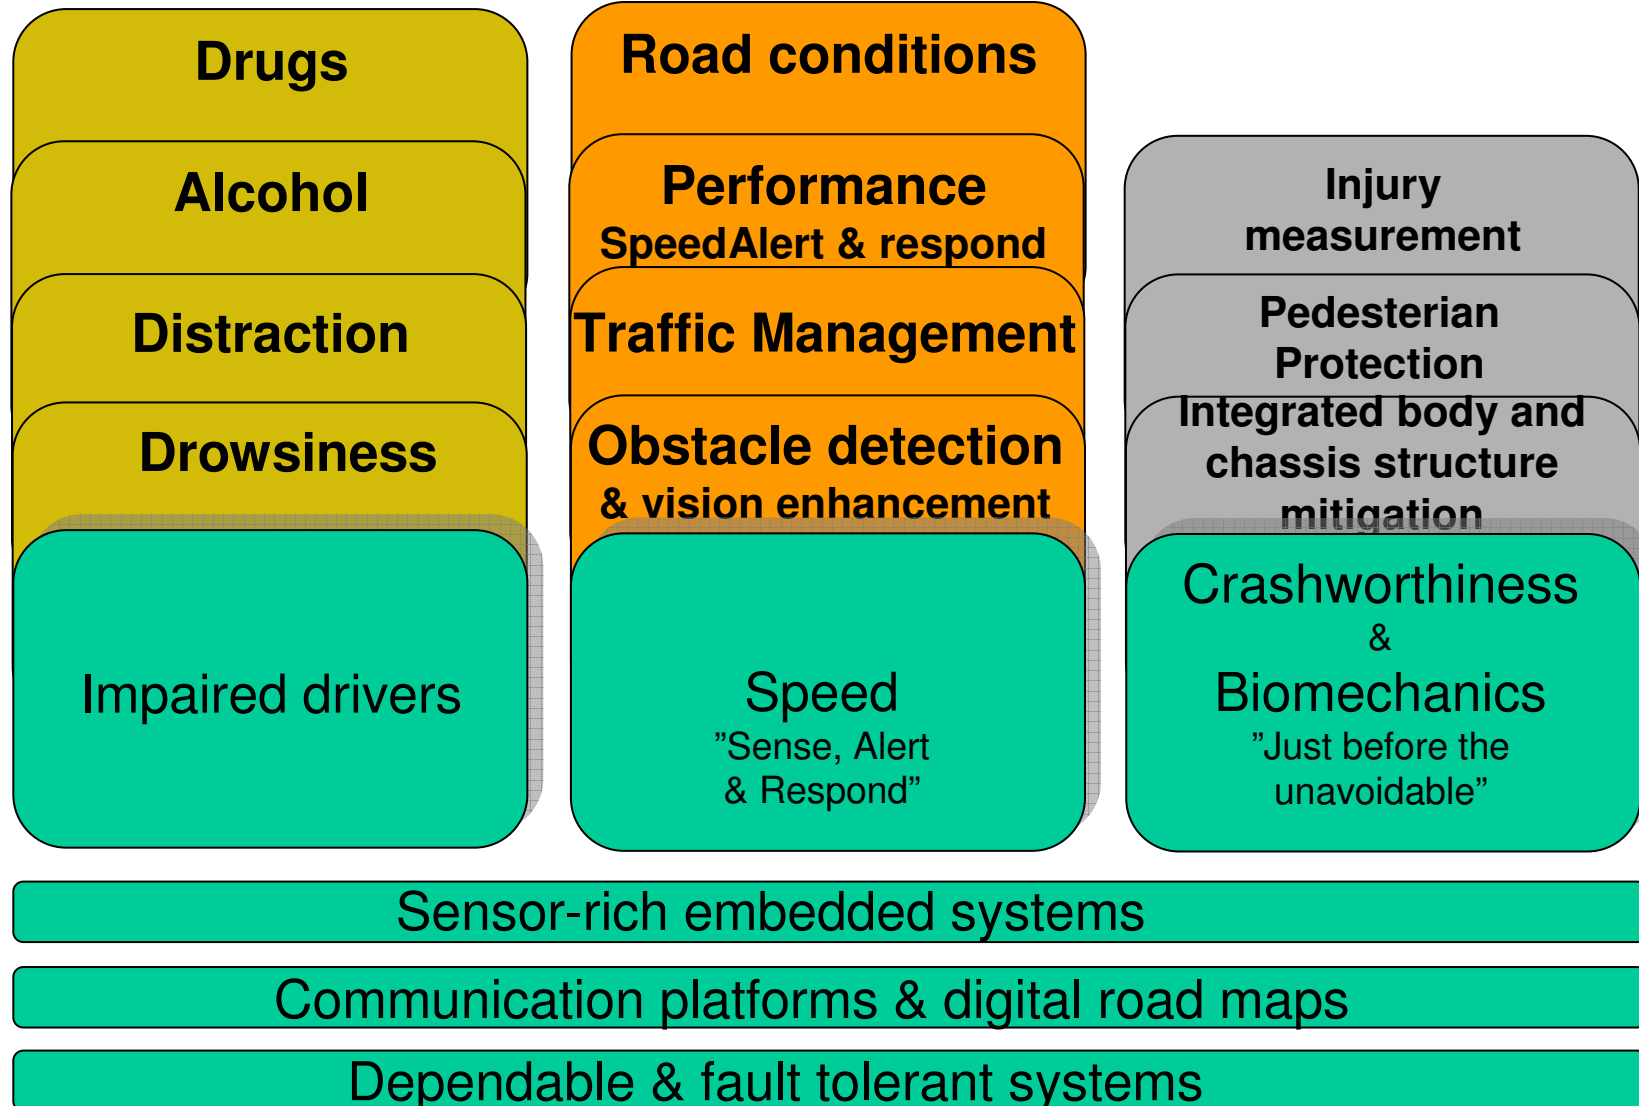 Drugs
Alcohol
Distraction
Drowsiness
Impaired drivers
Road conditions
Performance
SpeedAlert & respond
Traffic Management
Obstacle detection
& vision enhancement
Speed
”Sense, Alert
& Respond”
Injury
measurement
Pedesterian
Protection
Integrated body and
chassis structure
mitigation
Crashworthiness
&
Biomechanics
”Just before the
unavoidable”
Sensor-rich embedded systems
Communication platforms & digital road maps
Dependable & fault tolerant systems